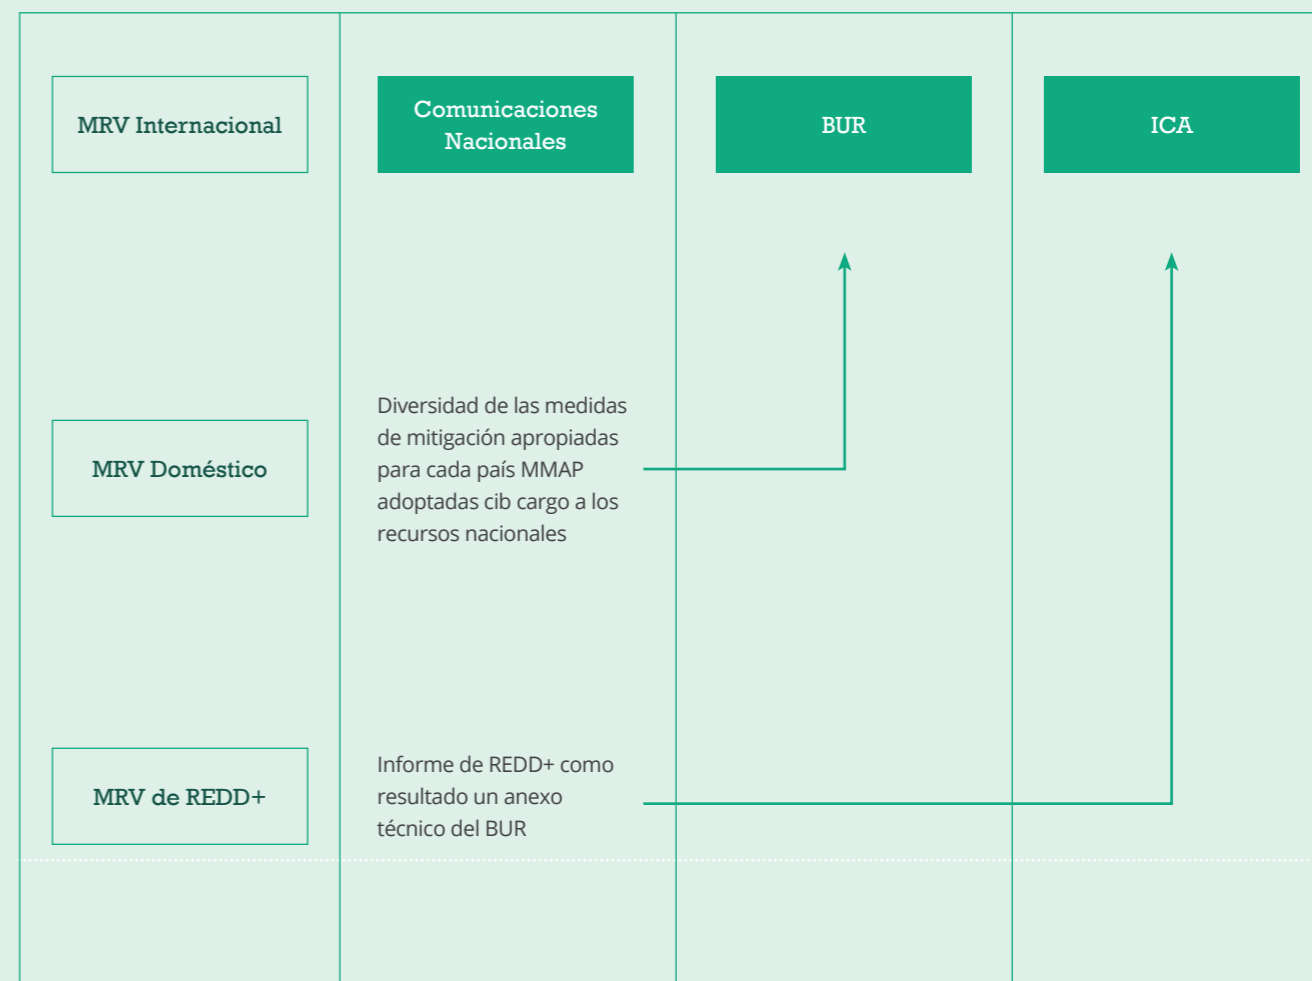 MRV Internacional
Comunicaciones
Nacionales
BUR
ICA
MRV Doméstico
Diversidad de las medidas
de mitigación apropiadas
para cada país MMAP
adoptadas cib cargo a los
recursos nacionales
MRV de REDD+
Informe de REDD+ como
resultado un anexo
técnico del BUR